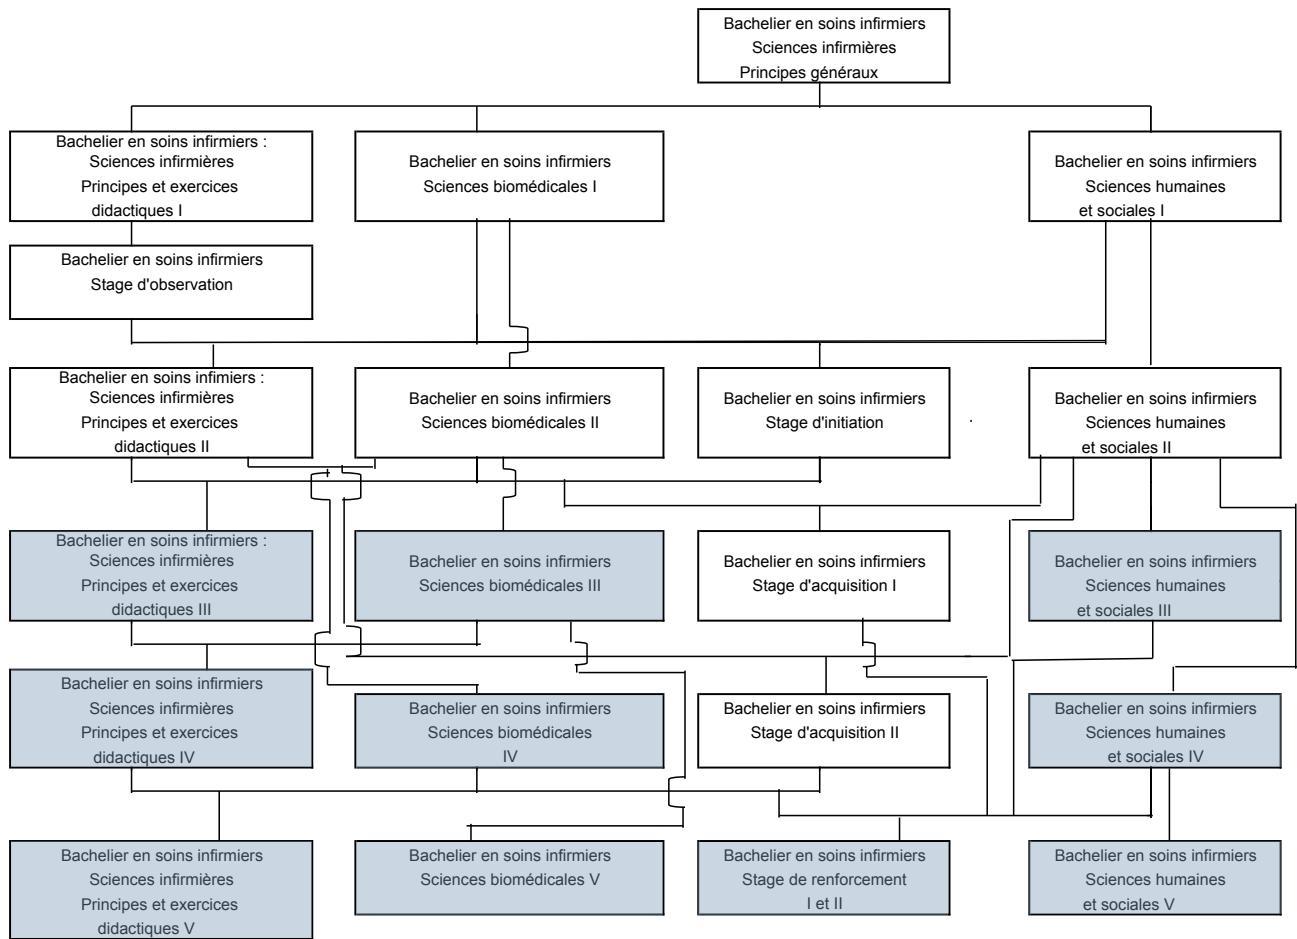 Bachelier en soins infirmiers
Sciences infirmières
Principes généraux
Bachelier en soins infirmiers :
Sciences infirmières
Principes et exercices
didactiques I
Bachelier en soins infirmiers
Sciences biomédicales I
Bachelier en soins infirmiers
Sciences humaines
et sociales I
Bachelier en soins infirmiers
Stage d'observation
Bachelier en soins infimiers :
Sciences infirmières
Principes et exercices
didactiques II
Bachelier en soins infirmiers
Sciences biomédicales II
Bachelier en soins infirmiers
Stage d'initiation
Bachelier en soins infirmiers
Sciences humaines
et sociales II
Bachelier en soins infirmiers :
Sciences infirmières
Principes et exercices
didactiques III
Bachelier en soins infirmiers
Sciences biomédicales III
Bachelier en soins infirmiers
Stage d'acquisition I
Bachelier en soins infirmiers
Sciences humaines
et sociales III
Bachelier en soins infirmiers
Sciences infirmières
Principes et exercices
didactiques IV
Bachelier en soins infirmiers
Sciences biomédicales
IV
Bachelier en soins infirmiers
Stage d'acquisition II
Bachelier en soins infirmiers
Sciences humaines
et sociales IV
Bachelier en soins infirmiers
Sciences infirmières
Principes et exercices
didactiques V
Bachelier en soins infirmiers
Sciences biomédicales V
Bachelier en soins infirmiers
Stage de renforcement
I et II
Bachelier en soins infirmiers
Sciences humaines
et sociales V